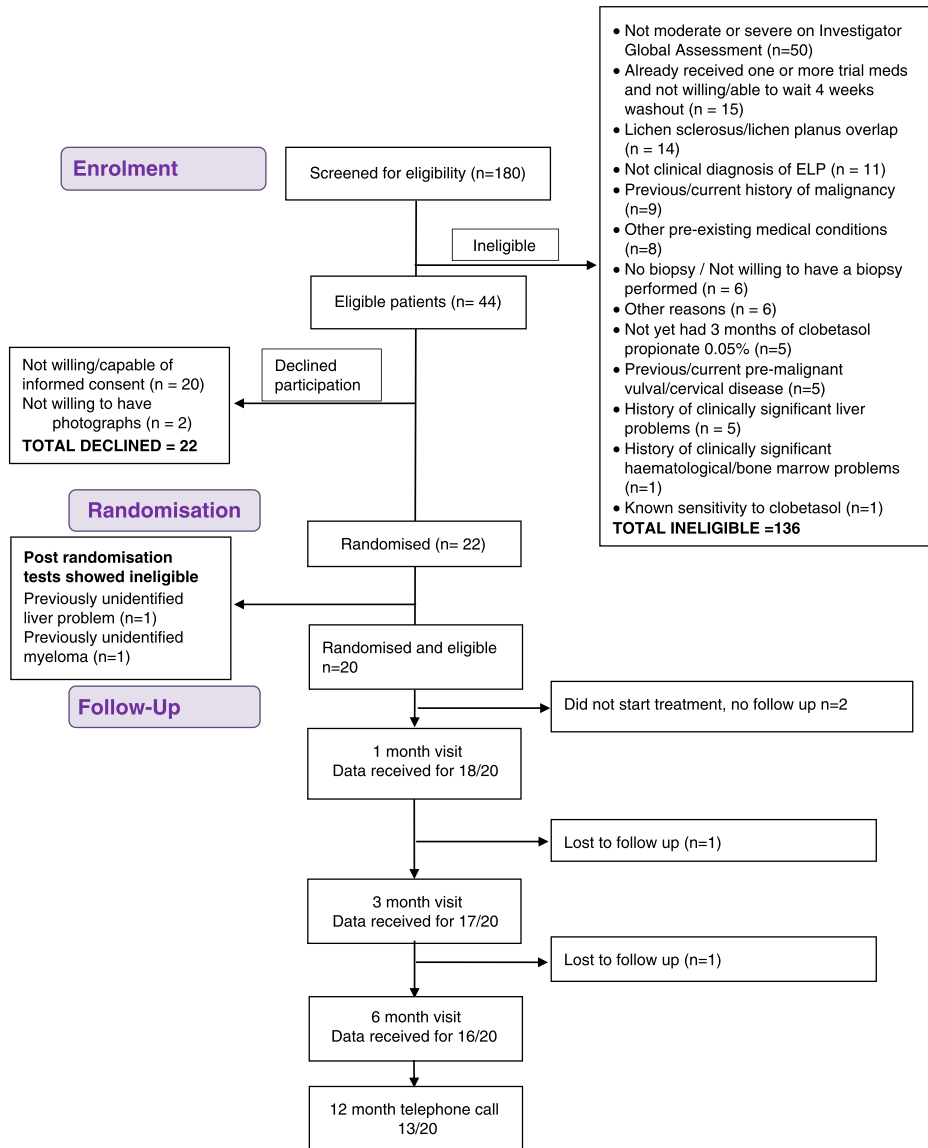 Enrolment
Screened for eligibility (n=180)
Ineligible
• Not moderate or severe on Investigator
Global Assessment (n=50)
• Already received one or more trial meds
and not willing/able to wait 4 weeks
washout (n = 15)
• Lichen sclerosus/lichen planus overlap
(n = 14)
• Not clinical diagnosis of ELP (n = 11)
• Previous/current history of malignancy
(n=9)
• Other pre-existing medical conditions
(n=8)
• No biopsy / Not willing to have a biopsy
performed (n = 6)
• Other reasons (n = 6)
• Not yet had 3 months of clobetasol
propionate 0.05% (n=5)
• Previous/current pre-malignant
vulval/cervical disease (n=5)
• History of clinically significant liver
problems (n = 5)
• History of clinically significant
haematological/bone marrow problems
(n=1)
• Known sensitivity to clobetasol (n=1)
TOTAL INELIGIBLE =136
Eligible patients (n= 44)
Declined
participation
Not willing/capable of
informed consent (n = 20)
Not willing to have
photographs (n = 2)
TOTAL DECLINED = 22
Randomisation
Randomised (n= 22)
Post randomisation
tests showed ineligible
Previously unidentified
liver problem (n=1)
Previously unidentified
myeloma (n=1)
Randomised and eligible
n=20
Follow-Up
Did not start treatment, no follow up n=2
1 month visit
Data received for 18/20
Lost to follow up (n=1)
3 month visit
Data received for 17/20
Lost to follow up (n=1)
6 month visit
Data received for 16/20
12 month telephone call
13/20